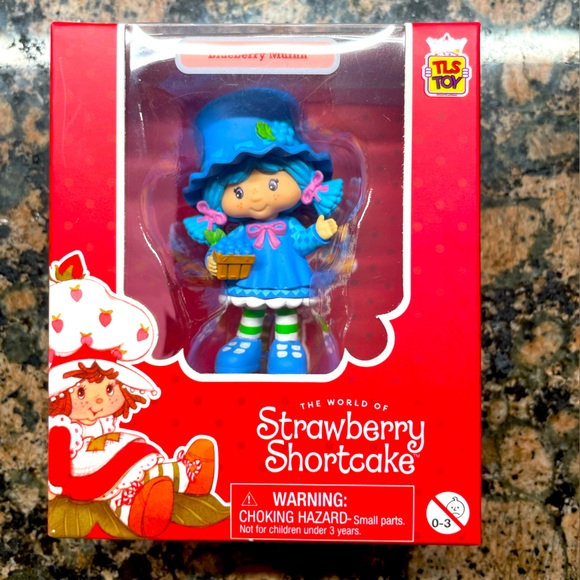 Blueberry Muffin
TLS
TOY
THE WORLD OF
Strawberry
Shortcake™
WARNING:
CHOKING HAZARD- Small parts.
Not for children under 3 years.
0-3